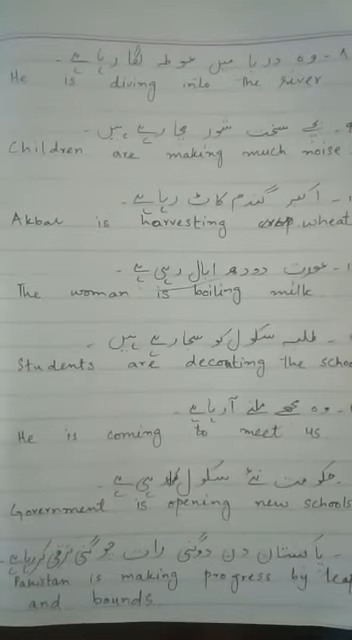 ۸- وہ دریا میں غوطہ لگا رہا ہے۔
He is diving into the river
۹ بچے سخت شور مچا رہے ہیں۔
Children are making much noise.
۔ اکبر گندم کاٹ رہا ہے۔
Akbar is harvesting wheat
۔ عورت دودھ ابال رہی ہے۔
The woman is boiling milk
۔ طلبہ سکول کو سجا رہے ہیں۔
Students are decorating the schoo
۔ وہ مجھے ملنے آ رہا ہے۔
He is coming to meet us
حکومت نئے سکول رہی ہے۔
Government is opening new schools
۔ پاکستان دن دوگنی رات چوگنی ترقی کر رہا ہے۔
Pakistan is making progress by leap
and bounds.